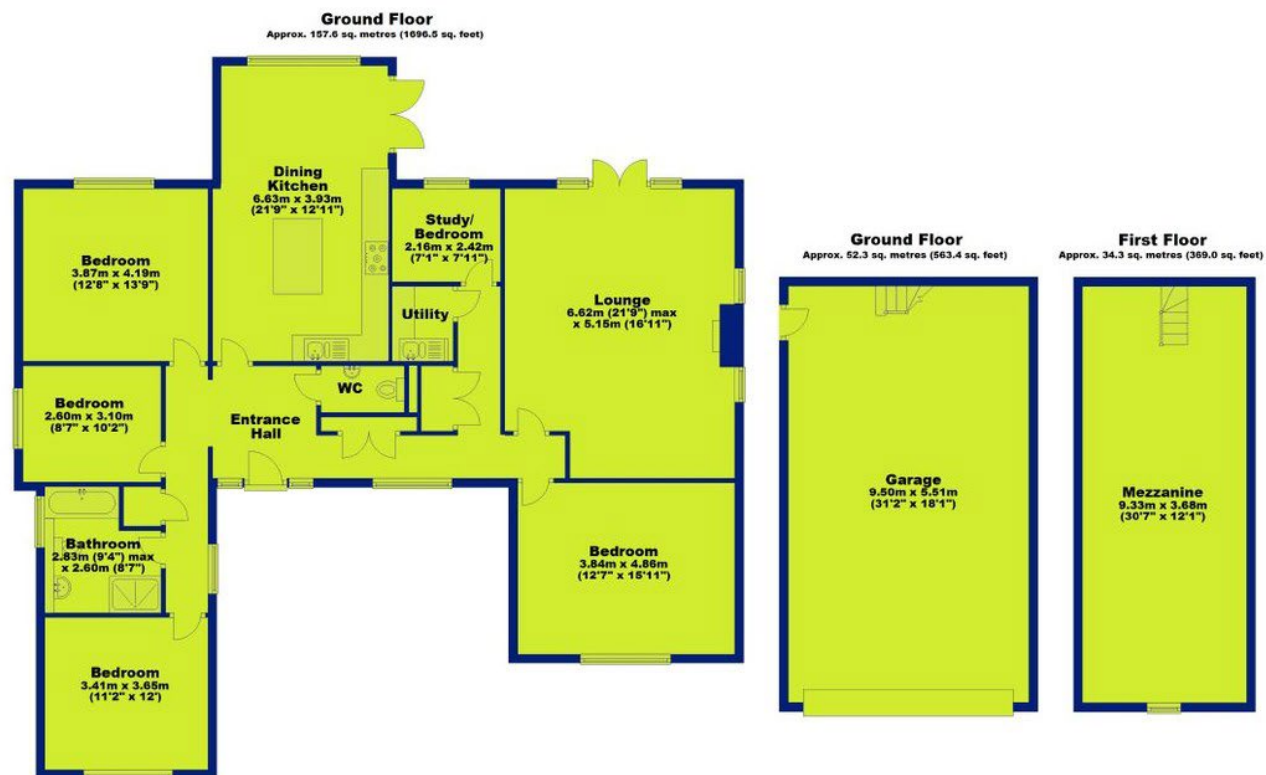 Ground Floor
Approx. 157.6 sq. metres (1696.5 sq. feet)
Dining
Kitchen
6.63m x 3.93m
(21'9" x 12'11")
Bedroom
3.87m x 4.19m
(12'8" x 13'9")
Study/
Bedroom
2.16m x 2.42m
(7'1" x 7'11")
Utility
Lounge
6.62m (21'9") max
x 5.15m (16'11")
Bedroom
2.60m x 3.10m
(8'7" x 10'2")
WC
Entrance
Hall
Bathroom
2.83m (9'4") max
x 2.60m (8'7")
Bedroom
3.84m x 4.86m
(12'7" x 15'11")
Bedroom
3.41m x 3.65m
(11'2" x 12')
Ground Floor
Approx. 52.3 sq. metres (563.4 sq. feet)
Garage
9.50m x 5.51m
(31'2" x 18'1")
First Floor
Approx. 34.3 sq. metres (369.0 sq. feet)
Mezzanine
9.33m x 3.68m
(30'7" x 12'1")